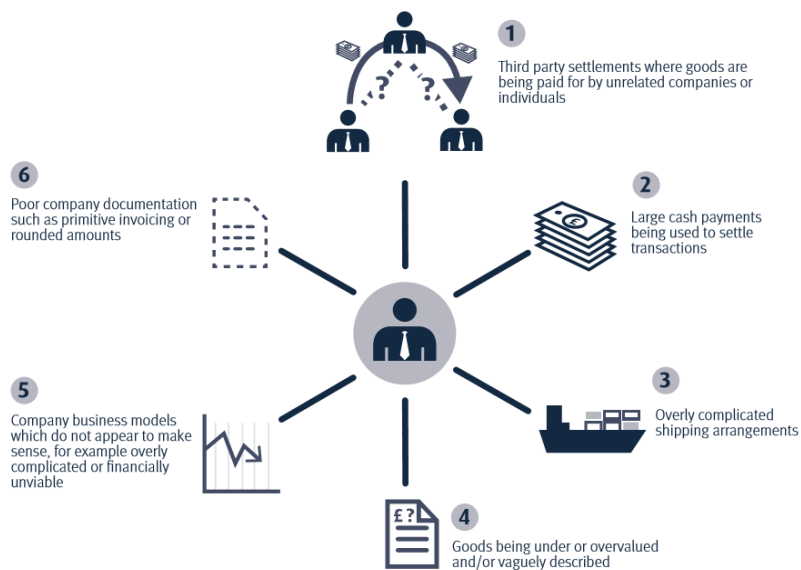 1
Third party settlements where goods are
being paid for by unrelated companies or
individuals
? ?
2
Large cash payments
being used to settle
transactions
£
3
Overly complicated
shipping arrangements
4
Goods being under or overvalued
and/or vaguely described
£?
5
Company business models
which do not appear to make
sense, for example overly
complicated or financially
unviable
6
Poor company documentation
such as primitive invoicing or
rounded amounts